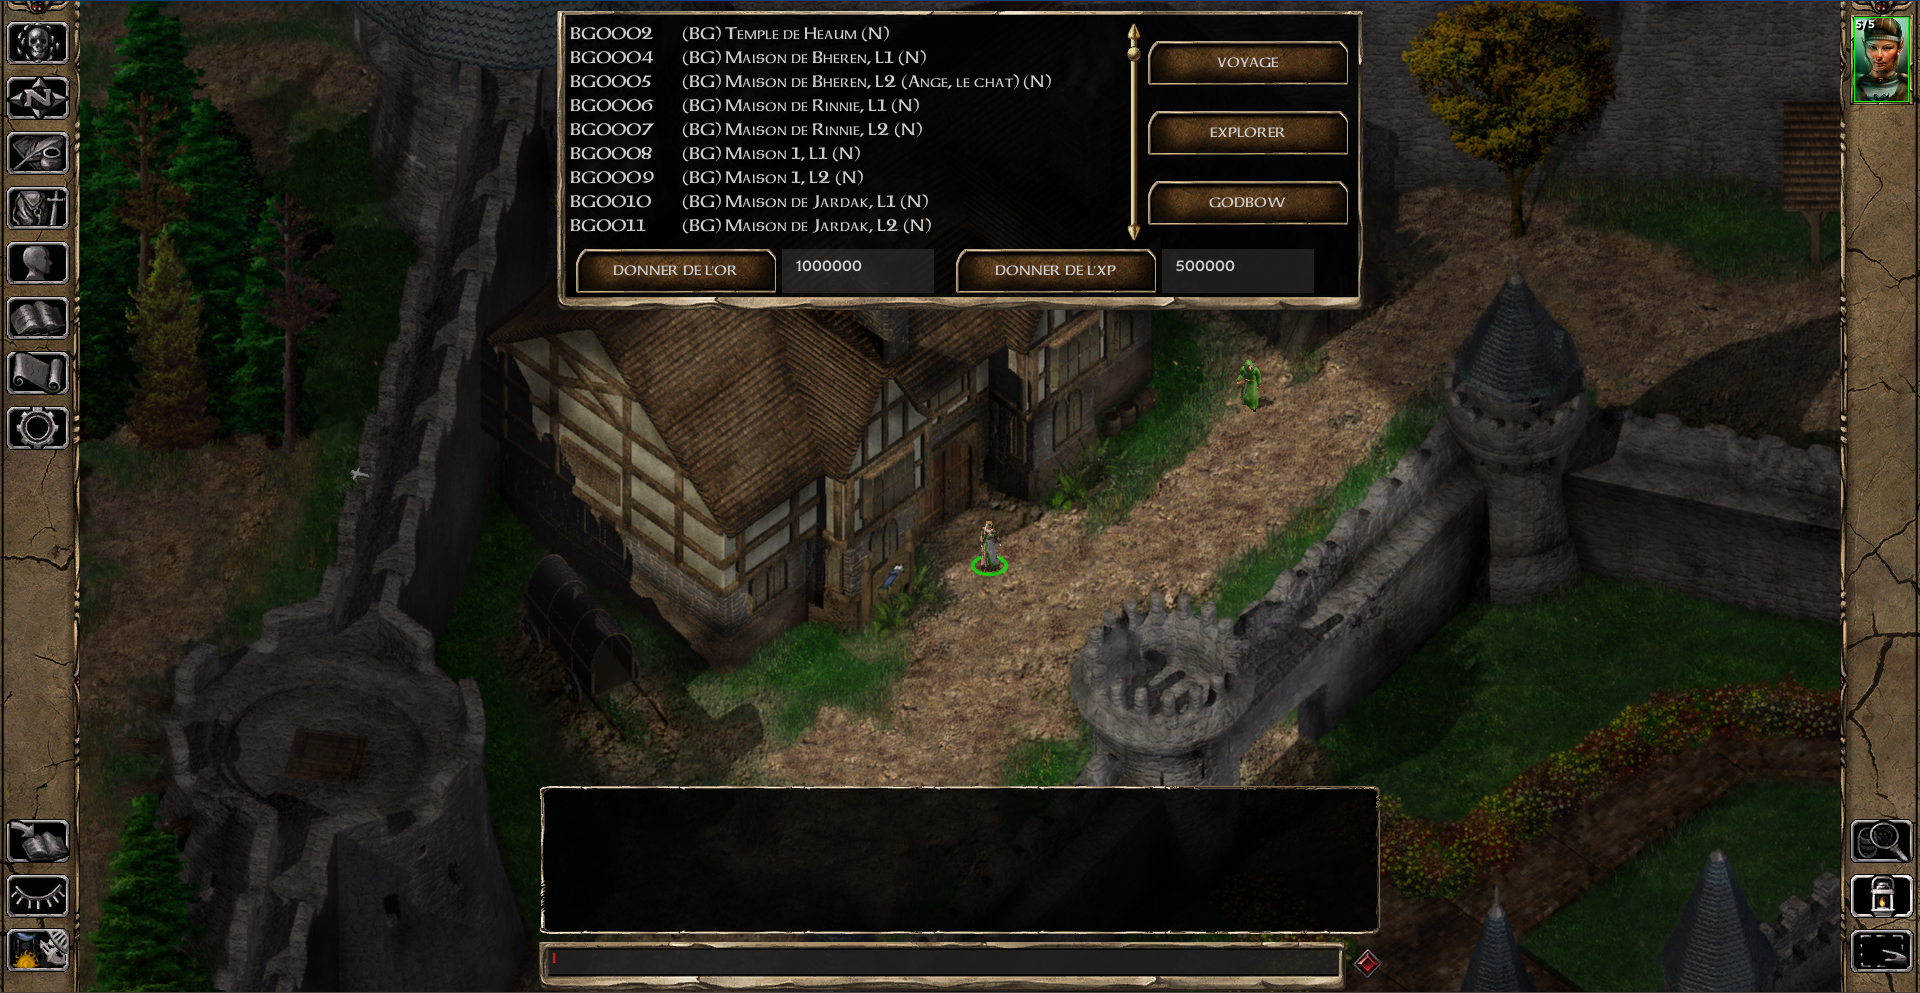 BG0002 (BG) Temple de Heaum (N)
BG0004 (BG) Maison de Bheren, L1 (N)
BG0005 (BG) Maison de Bheren, L2 (Ange, le chat) (N)
BG0006 (BG) Maison de Rinnie, L1 (N)
BG0007 (BG) Maison de Rinnie, L2 (N)
BG0008 (BG) Maison 1, L1 (N)
BG0009 (BG) Maison 1, L2 (N)
BG0010 (BG) Maison de Jardak, L1 (N)
BG0011 (BG) Maison de Jardak, L2 (N)
VOYAGE
EXPLORER
GODBOW
DONNER DE L'OR
1000000
DONNER DE L'XP
500000
5/5
N